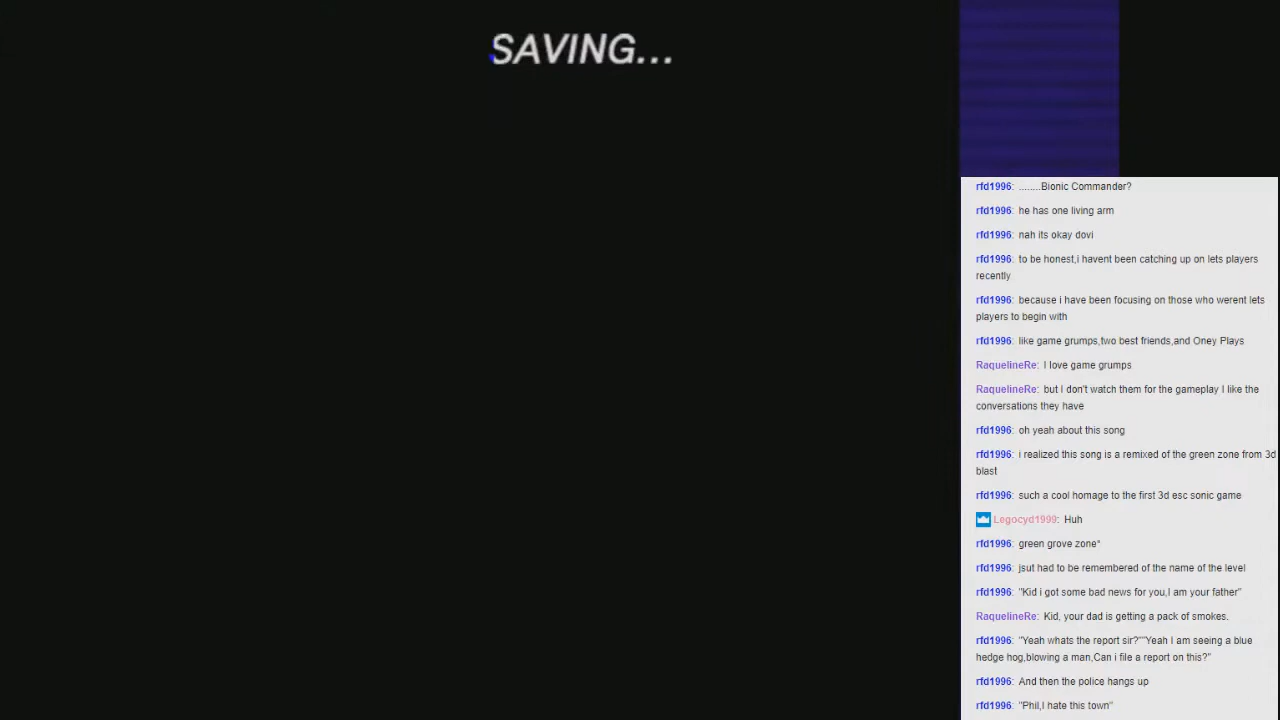 SAVING...
rfd1996: ........Bionic Commander?
rfd1996: he has one living arm
rfd1996: nah its okay dovi
rfd1996: to be honest,i havent been catching up on lets players
recently
rfd1996: because i have been focusing on those who werent lets
players to begin with
rfd1996: like game grumps,two best friends,and Oney Plays
RaquelineRe: I love game grumps
RaquelineRe: but I don't watch them for the gameplay I like the
conversations they have
rfd1996: oh yeah about this song
rfd1996: i realized this song is a remixed of the green zone from 3d
blast
rfd1996: such a cool homage to the first 3d esc sonic game
Legocyd1999: Huh
rfd1996: green grove zone*
rfd1996: jsut had to be remembered of the name of the level
rfd1996: "Kid i got some bad news for you,I am your father"
RaquelineRe: Kid, your dad is getting a pack of smokes.
rfd1996: "Yeah whats the report sir?""Yeah I am seeing a blue
hedge hog,blowing a man,Can i file a report on this?"
rfd1996: And then the police hangs up
rfd1996: "Phil,I hate this town"